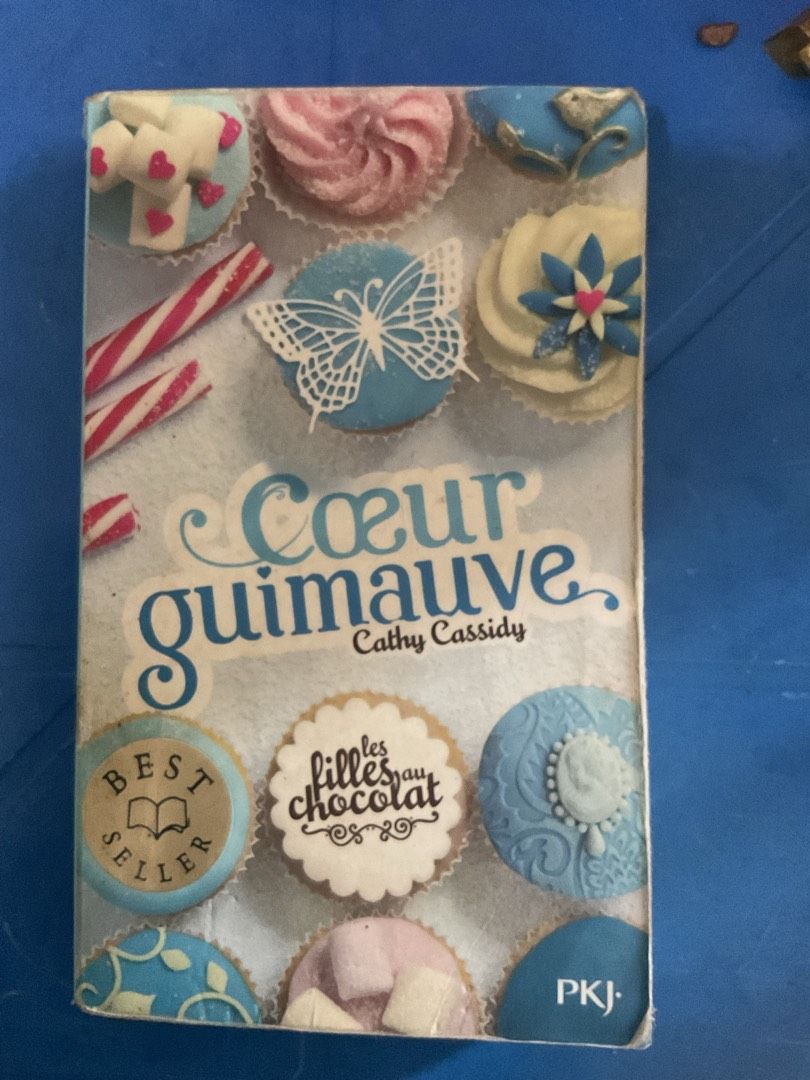 Cœur
guimauve
Cathy Cassidy
BEST
SELLER
les
filles au
chocolat
PKJ·